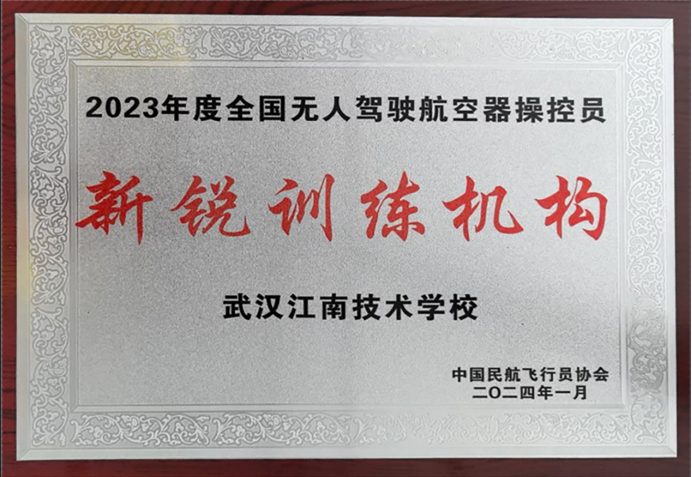 2023年度全国无人驾驶航空器操控员
新锐训练机构
武汉江南技术学校
中国民航飞行员协会
二〇二四年一月